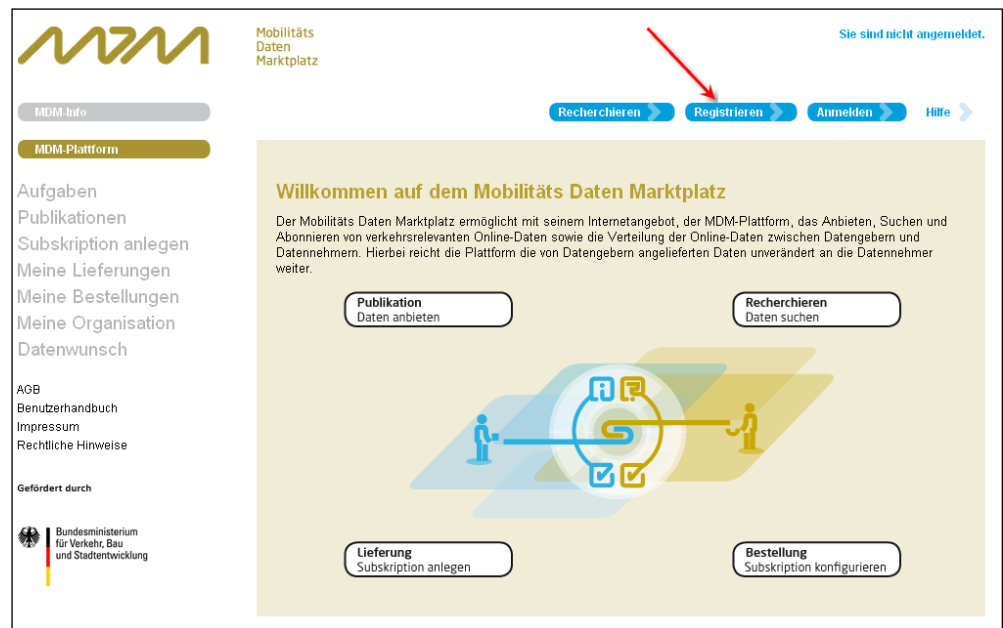 MDM
Mobilitäts
Daten
Marktplatz
Sie sind nicht angemeldet.
MDM-Info
Recherchieren
Registrieren
Anmelden
Hilfe
MDM-Plattform
Aufgaben
Publikationen
Subskription anlegen
Meine Lieferungen
Meine Bestellungen
Meine Organisation
Datenwunsch
AGB
Benutzerhandbuch
Impressum
Rechtliche Hinweise
Gefördert durch
Bundesministerium
für Verkehr, Bau
und Stadtentwicklung
Willkommen auf dem Mobilitäts Daten Marktplatz
Der Mobilitäts Daten Marktplatz ermöglicht mit seinem Internetangebot, der MDM-Plattform, das Anbieten, Suchen und
Abonnieren von verkehrsrelevanten Online-Daten sowie die Verteilung der Online-Daten zwischen Datengebern und
Datennehmern. Hierbei reicht die Plattform die von Datengebern angelieferten Daten unverändert an die Datennehmer
weiter.
Publikation
Daten anbieten
Recherchieren
Daten suchen
Lieferung
Subskription anlegen
Bestellung
Subskription konfigurieren